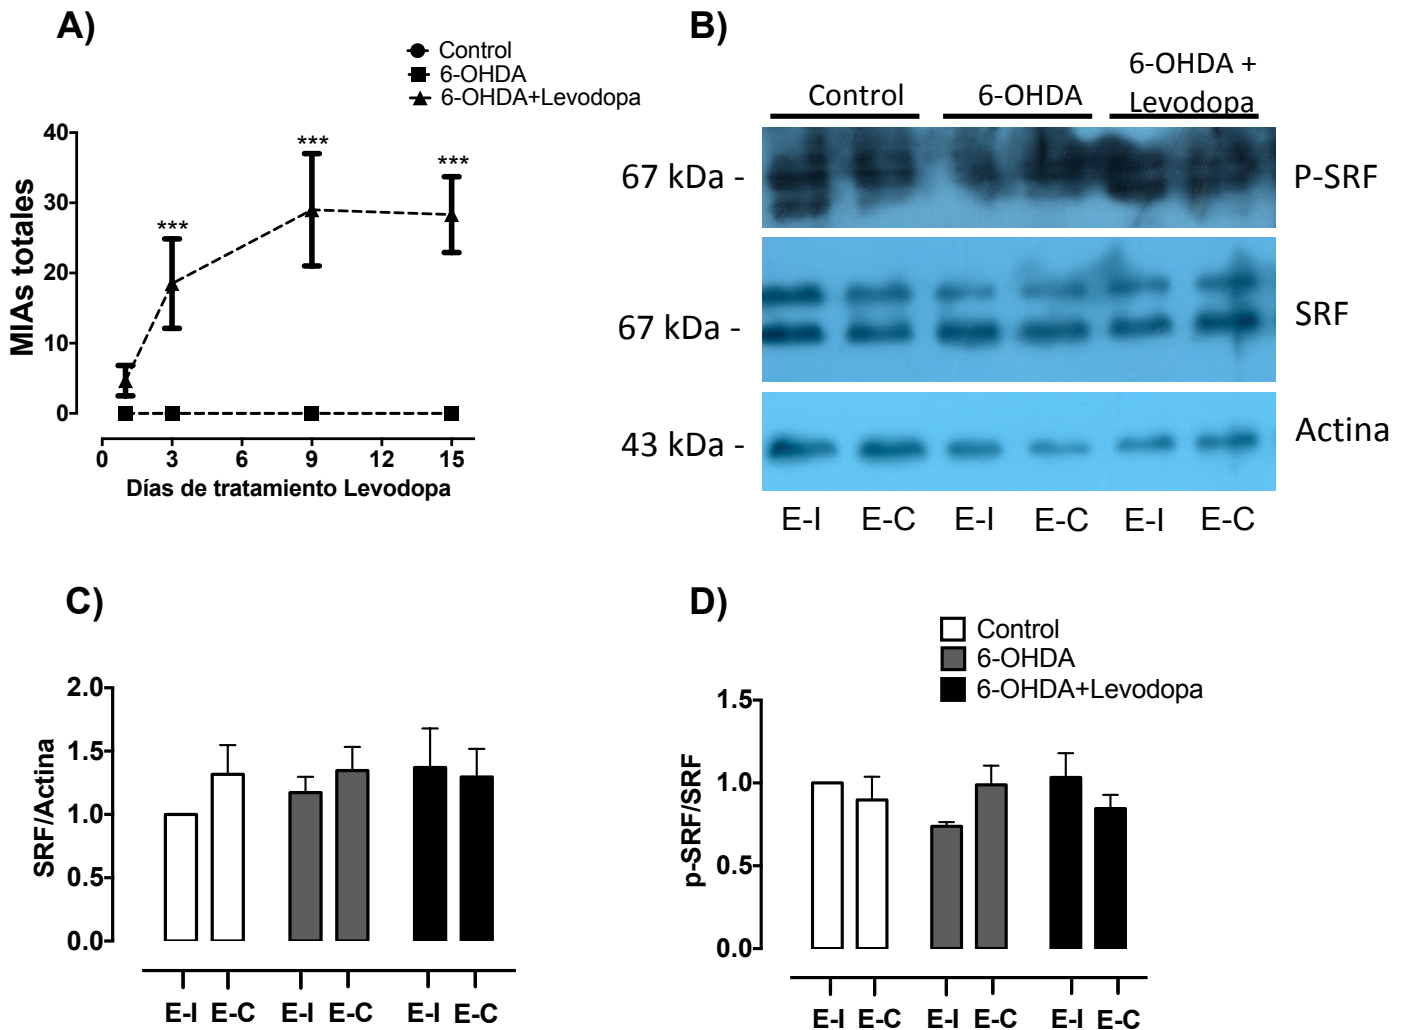 A)
Control
6-OHDA
6-OHDA+Levodopa
40
30
20
10
0
MIAs totales
***
***
***
0 3 6 9 12 15
Días de tratamiento Levodopa
B)
Control 6-OHDA 6-OHDA +
Levodopa
67 kDa - P-SRF
67 kDa - SRF
43 kDa - Actina
E-I E-C E-I E-C E-I E-C
C)
2.0
1.5
1.0
0.5
0.0
SRF/Actina
E-I E-C E-I E-C E-I E-C
D)
Control
6-OHDA
6-OHDA+Levodopa
1.5
1.0
0.5
0.0
p-SRF/SRF
E-I E-C E-I E-C E-I E-C